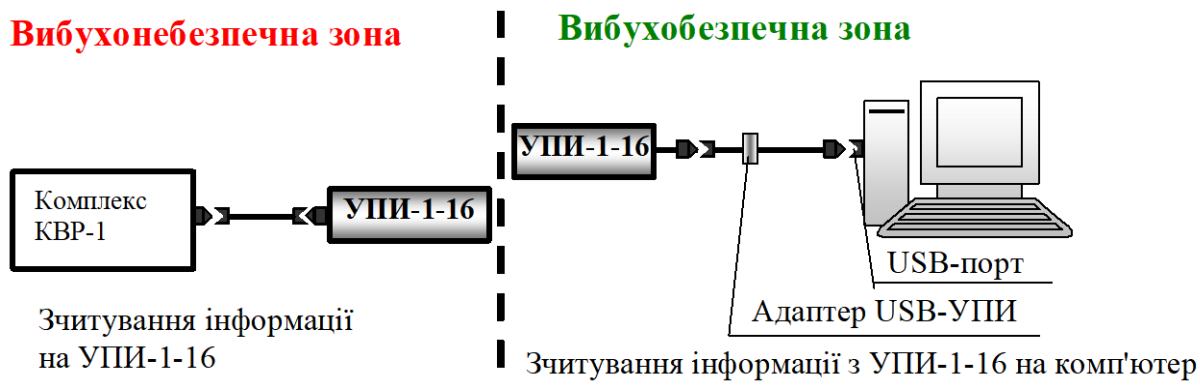 Вибухонебезпечна зона
Вибухобезпечна зона
УПИ-1-16
Комплекс
КВР-1
УПИ-1-16
USB-порт
Адаптер USB-УПИ
Зчитування інформації
на УПИ-1-16
Зчитування інформації з УПИ-1-16 на комп'ютер